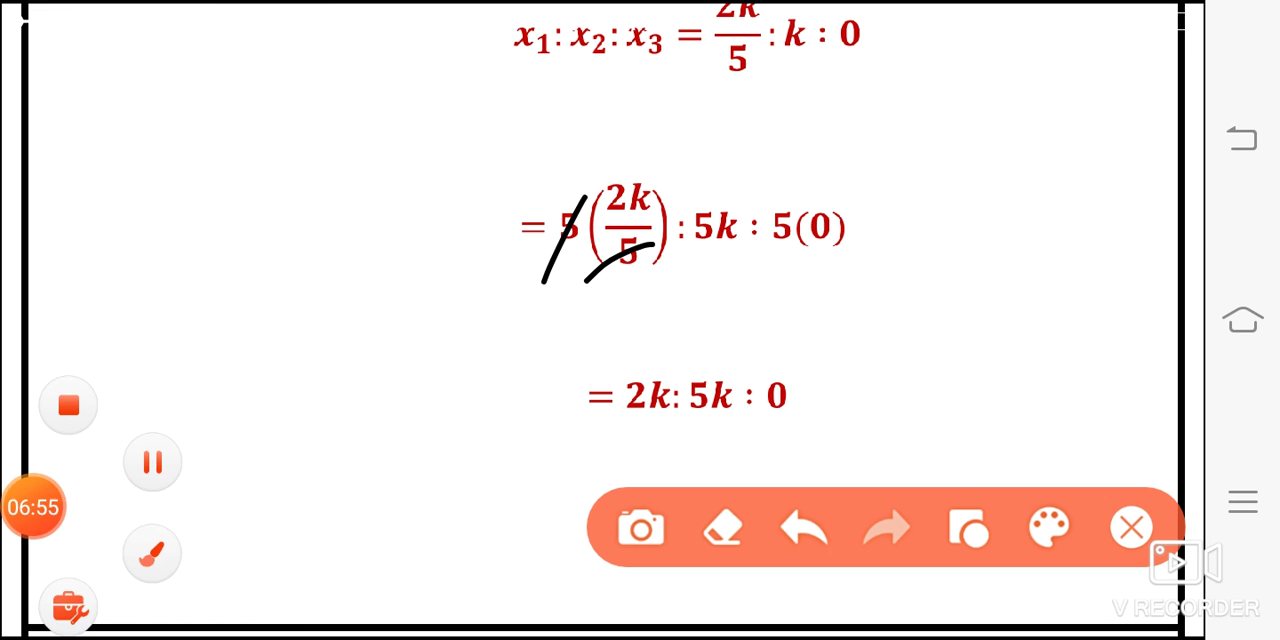 x₁: x₂: x₃ = 2k/5 : k : 0
= 5(2k/5) : 5k : 5(0)
= 2k: 5k : 0
06:55
V RECORDER